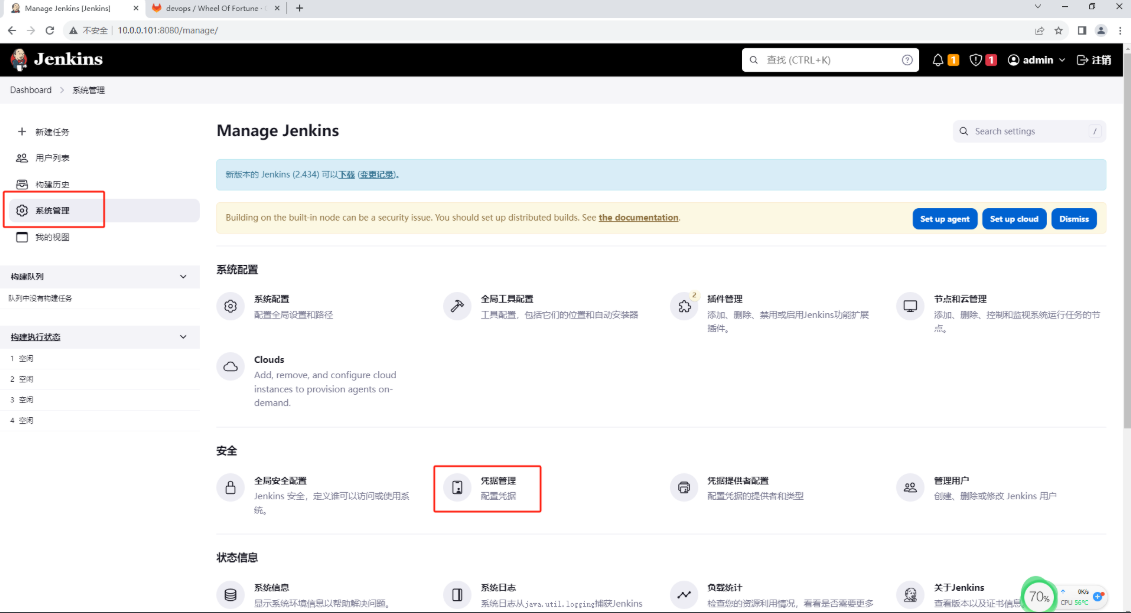 Manage Jenkins [Jenkins]
devops / Wheel Of Fortune ·
不安全 10.0.0.101:8080/manage/
Jenkins
查找 (CTRL+K)
1
1
admin
注销
Dashboard
系统管理
新建任务
用户列表
构建历史
系统管理
我的视图
构建队列
队列中没有构建任务
构建执行状态
1 空闲
2 空闲
3 空闲
4 空闲
Manage Jenkins
Search settings /
新版本的 Jenkins (2.434) 可以下载 (变更记录)。
Building on the built-in node can be a security issue. You should set up distributed builds. See the documentation.
Set up agent
Set up cloud
Dismiss
系统配置
系统配置
配置全局设置和路径
全局工具配置
工具配置，包括它们的位置和自动安装器
2
插件管理
添加、删除、禁用或启用Jenkins功能扩展
插件。
节点和云管理
添加、删除、控制和监视系统运行任务的节
点。
Clouds
Add, remove, and configure cloud
instances to provision agents on-
demand.
安全
全局安全配置
Jenkins 安全，定义谁可以访问或使用系
统。
凭据管理
配置凭据
凭据提供者配置
配置凭据的提供者和类型
管理用户
创建、删除或修改 Jenkins 用户
状态信息
系统信息
显示系统环境信息以帮助解决问题。
系统日志
系统日志从java.util.logging捕获Jenkins
负载统计
检查您的资源利用情况，看看是否需要更多
关于Jenkins
查看版本以及证书信息
70%
0K/s
CPU 56°C